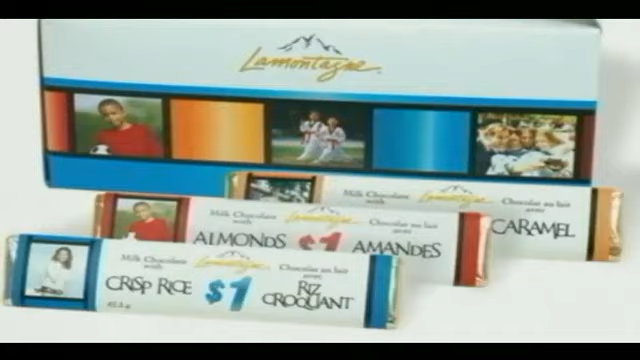 Lamontagne
Milk Chocolate
Lamontagne
Chocolat au lait
avec
CARAMEL
Milk Chocolate
with
Lamontagne
Chocolat au lait
avec
ALMONDS
$1
AMANDES
Milk Chocolate
with
Lamontagne
Chocolat au lait
avec
CRISP RICE
$1
RIZ
CROQUANT